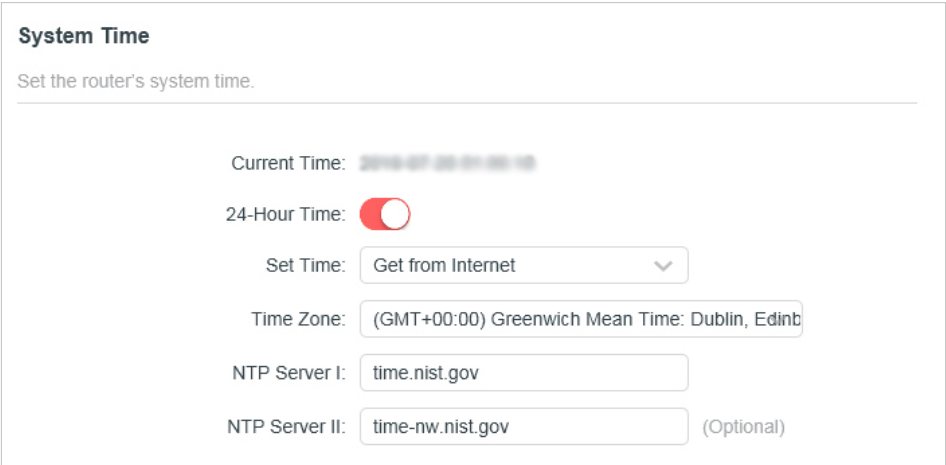 System Time
Set the router's system time.
Current Time:
24-Hour Time:
Set Time: Get from Internet
Time Zone: (GMT+00:00) Greenwich Mean Time: Dublin, Edinb
NTP Server I: time.nist.gov
NTP Server II: time-nw.nist.gov (Optional)